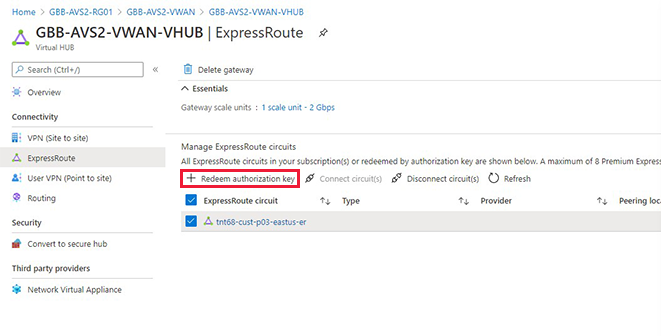 Home > GBB-AVS2-RG01 > GBB-AVS2-VWAN > GBB-AVS2-VWAN-VHUB
GBB-AVS2-VWAN-VHUB | ExpressRoute
Virtual HUB
Search (Ctrl+/)
«
Overview
Connectivity
VPN (Site to site)
ExpressRoute
User VPN (Point to site)
Routing
Security
Convert to secure hub
Third party providers
Network Virtual Appliance
Delete gateway
Essentials
Gateway scale units : 1 scale unit - 2 Gbps
Manage ExpressRoute circuits
All ExpressRoute circuits in your subscription(s) or redeemed by authorization key are shown below. A maximum of 8 Premium Express
Redeem authorization key Connect circuit(s) Disconnect circuit(s) Refresh
ExpressRoute circuit Type Provider Peering loca
tnt68-cust-p03-eastus-er